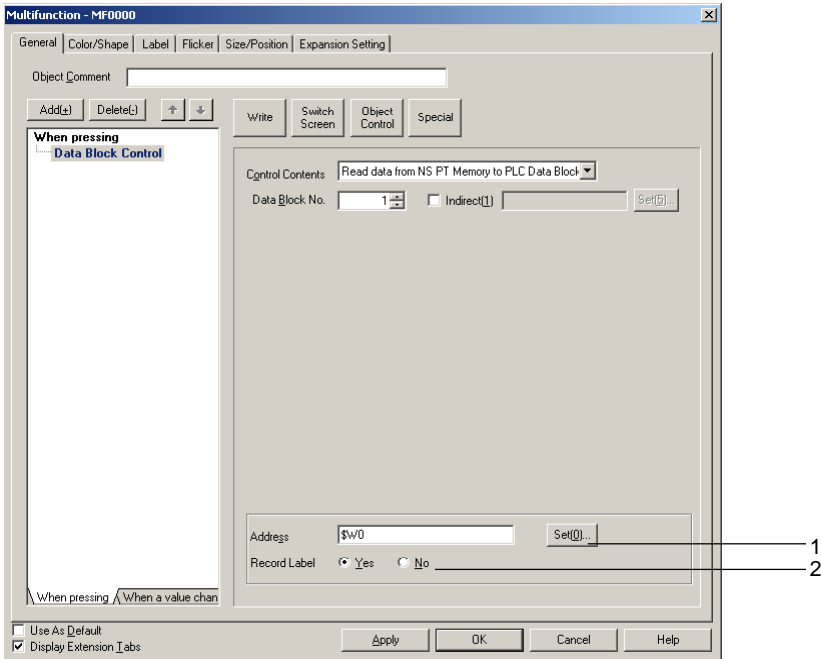 Multifunction - MF0000
General Color/Shape Label Flicker Size/Position Expansion Setting
Object Comment
Add(+) Delete(-)
Write
Switch
Screen
Object
Control
Special
When pressing
Data Block Control
Control Contents Read data from NS PT Memory to PLC Data Block
Data Block No. 1 Indirect(1) Set(5)...
Address $W0 Set(0)... 1
Record Label Yes No 2
When pressing When a value chan
Use As Default
Display Extension Tabs
Apply OK Cancel Help